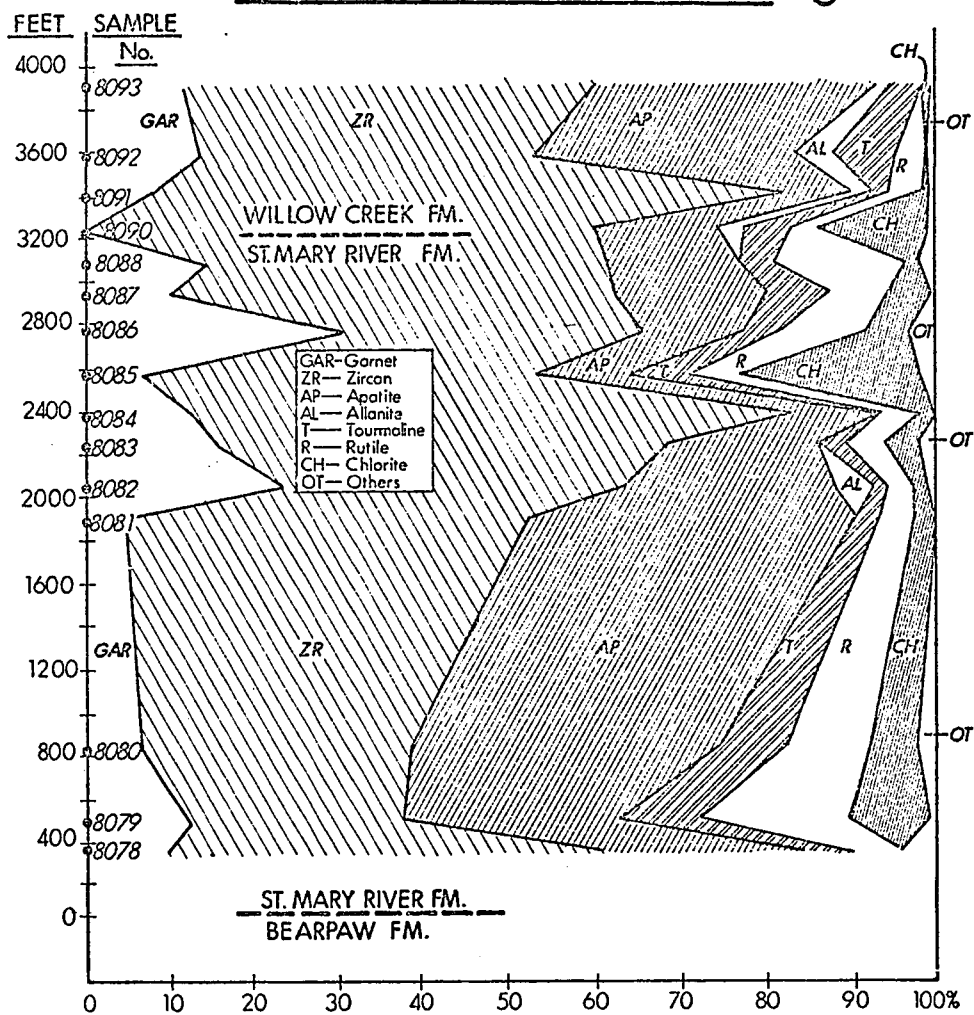 FEET SAMPLE No.
CH
4000
8093
GAR ZR AP OT
3600 8092 AL T R
8091
WILLOW CREEK FM.
8090 CH
3200
ST. MARY RIVER FM.
8088
8087
2800 8086 OT
GAR—Garnet
ZR—Zircon
AP—Apatite
AL—Allanite
T—Tourmaline
R—Rutile
CH—Chlorite
OT—Others
8085 AP T R CH
2400 8084
8083 OT
8082 AL
2000
8081
1600
GAR ZR AP T R CH
1200
800 8080 OT
8079
400
8078
ST. MARY RIVER FM.
0
BEARPAW FM.
0 10 20 30 40 50 60 70 80 90 100%